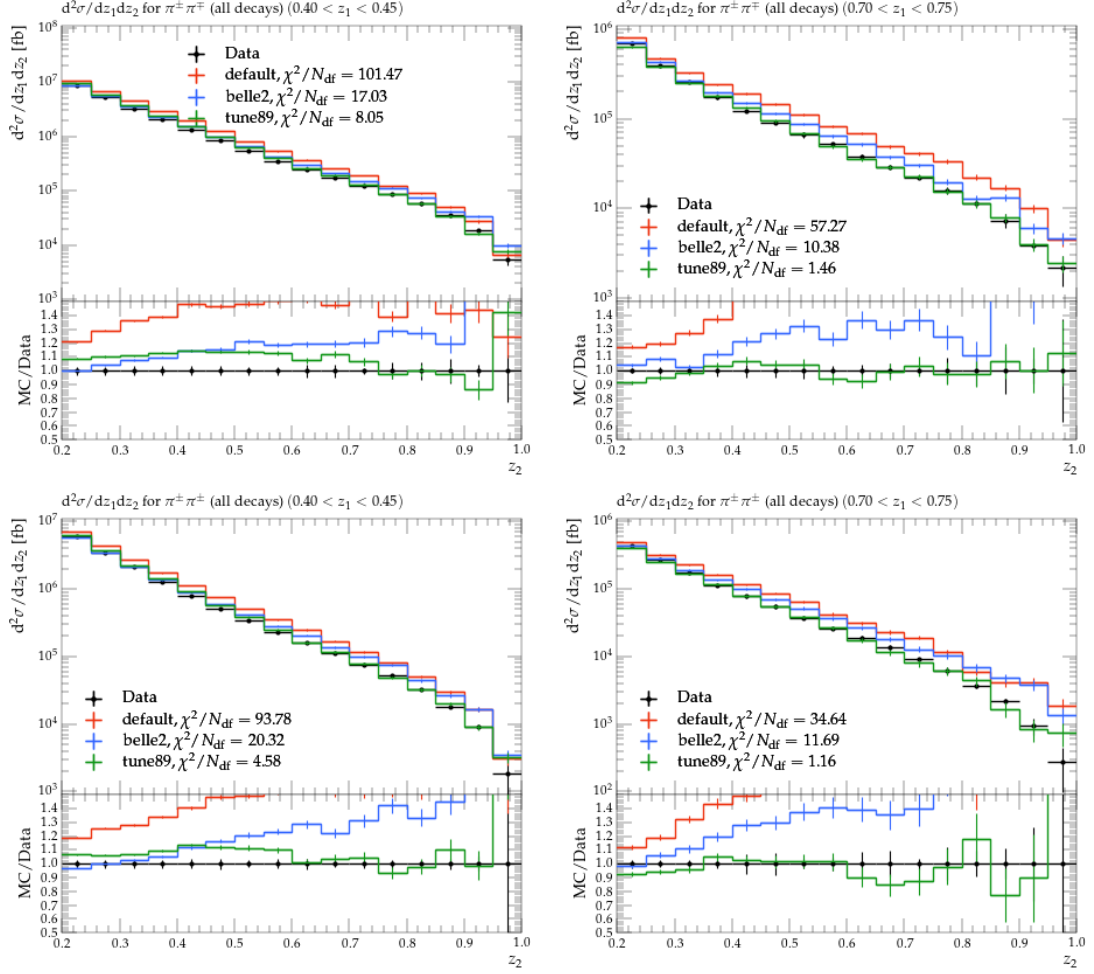 d²σ/dz₁dz₂ for π±π∓ (all decays) (0.40 < z₁ < 0.45)
d²σ/dz₁dz₂ [fb]
10⁸
10⁷
10⁶
10⁵
10⁴
10³
Data
default, χ²/N_df = 101.47
belle2, χ²/N_df = 17.03
tune89, χ²/N_df = 8.05
MC/Data
1.4
1.3
1.2
1.1
1.0
0.9
0.8
0.7
0.6
0.5
0.2 0.3 0.4 0.5 0.6 0.7 0.8 0.9 1.0
z₂
d²σ/dz₁dz₂ for π±π∓ (all decays) (0.70 < z₁ < 0.75)
d²σ/dz₁dz₂ [fb]
10⁶
10⁵
10⁴
10³
Data
default, χ²/N_df = 57.27
belle2, χ²/N_df = 10.38
tune89, χ²/N_df = 1.46
MC/Data
1.4
1.3
1.2
1.1
1.0
0.9
0.8
0.7
0.6
0.5
0.2 0.3 0.4 0.5 0.6 0.7 0.8 0.9 1.0
z₂
d²σ/dz₁dz₂ for π±π± (all decays) (0.40 < z₁ < 0.45)
d²σ/dz₁dz₂ [fb]
10⁷
10⁶
10⁵
10⁴
10³
Data
default, χ²/N_df = 93.78
belle2, χ²/N_df = 20.32
tune89, χ²/N_df = 4.58
MC/Data
1.4
1.3
1.2
1.1
1.0
0.9
0.8
0.7
0.6
0.5
0.2 0.3 0.4 0.5 0.6 0.7 0.8 0.9 1.0
z₂
d²σ/dz₁dz₂ for π±π± (all decays) (0.70 < z₁ < 0.75)
d²σ/dz₁dz₂ [fb]
10⁶
10⁵
10⁴
10³
10²
Data
default, χ²/N_df = 34.64
belle2, χ²/N_df = 11.69
tune89, χ²/N_df = 1.16
MC/Data
1.4
1.3
1.2
1.1
1.0
0.9
0.8
0.7
0.6
0.5
0.2 0.3 0.4 0.5 0.6 0.7 0.8 0.9 1.0
z₂